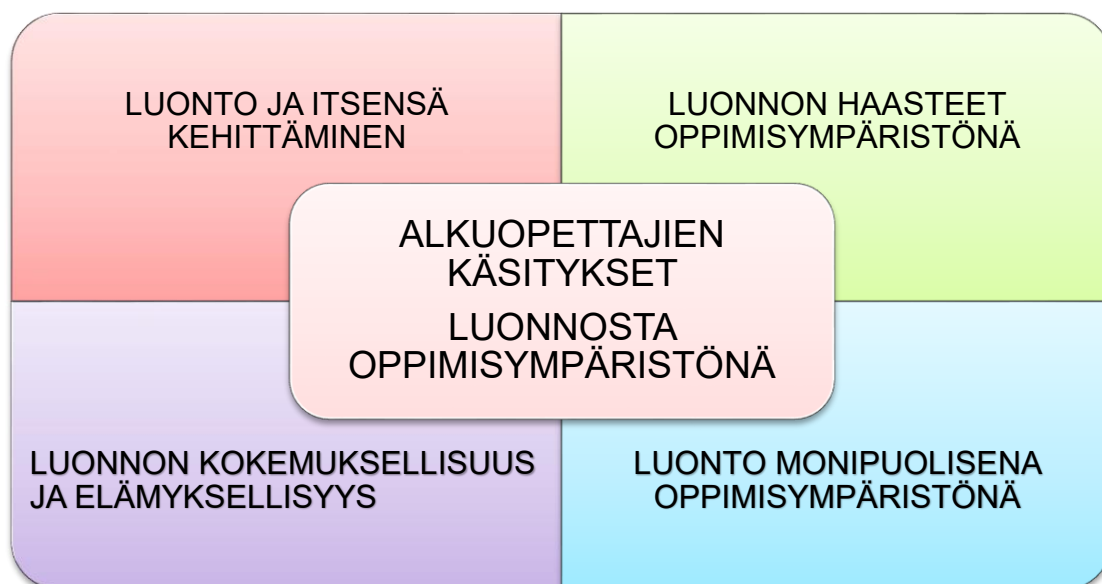 LUONTO JA ITSENSÄ
KEHITTÄMINEN
LUONNON HAASTEET
OPPIMISYMPÄRISTÖNÄ
ALKUOPETTAJIEN
KÄSITYKSET
LUONNOSTA
OPPIMISYMPÄRISTÖNÄ
LUONNON KOKEMUKSELLISUUS
JA ELÄMYKSELLISYYS
LUONTO MONIPUOLISENA
OPPIMISYMPÄRISTÖNÄ